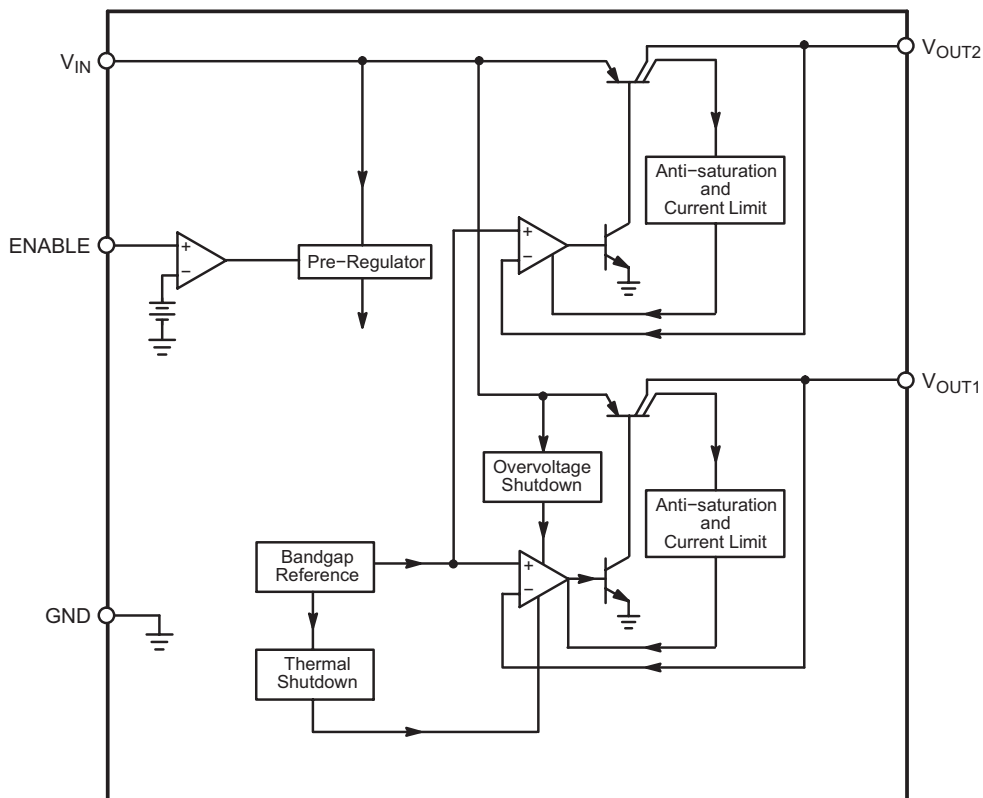 V_IN
V_OUT2
Anti−saturation
and
Current Limit
ENABLE
+
−
Pre−Regulator
+
−
V_OUT1
Overvoltage
Shutdown
Anti−saturation
and
Current Limit
Bandgap
Reference
+
−
GND
Thermal
Shutdown